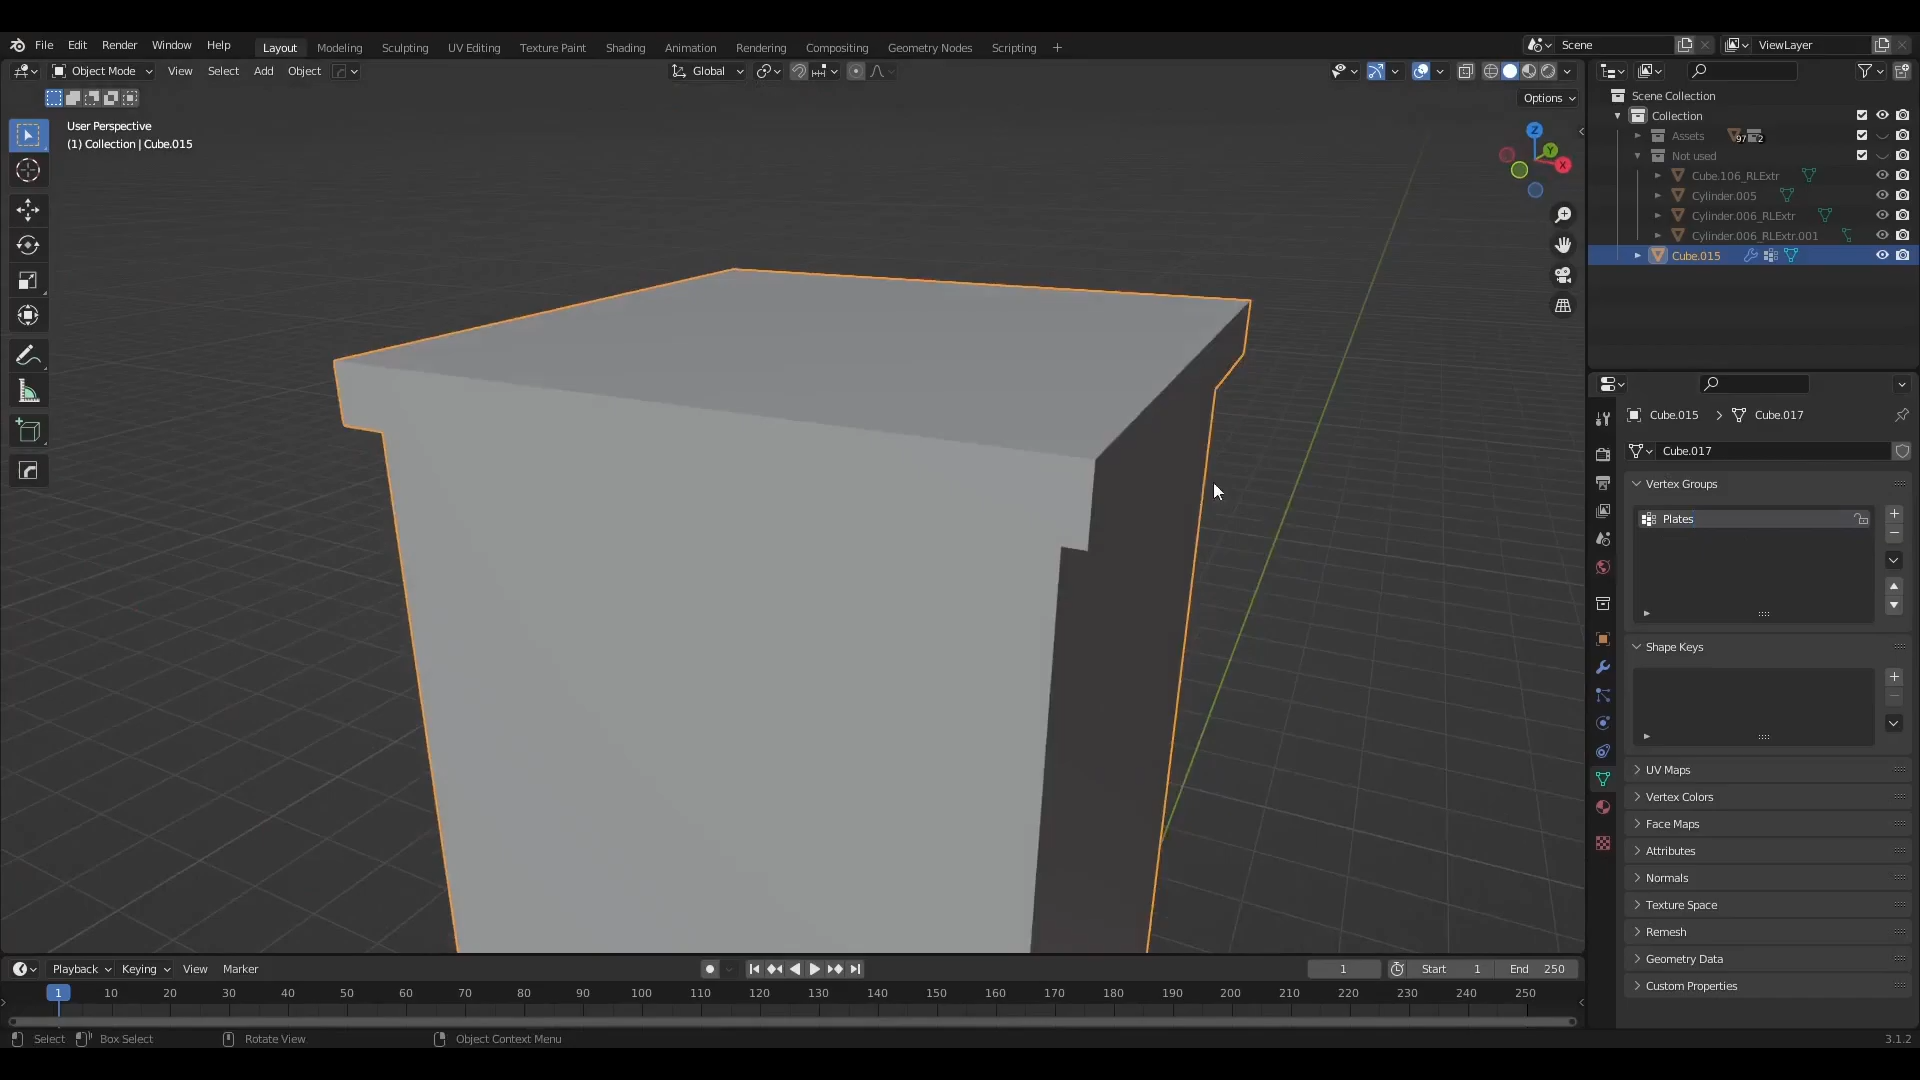 File Edit Render Window Help Layout Modeling Sculpting UV Editing Texture Paint Shading Animation Rendering Compositing Geometry Nodes Scripting + Scene ViewLayer
Object Mode View Select Add Object Global
Options
User Perspective
(1) Collection | Cube.015
Z
Y
X
Scene Collection
Collection
Assets 97 2
Not used
Cube.106_RLExtr
Cylinder.005
Cylinder.006_RLExtr
Cylinder.006_RLExtr.001
Cube.015
Cube.015 > Cube.017
Cube.017
Vertex Groups
Plates
Shape Keys
UV Maps
Vertex Colors
Face Maps
Attributes
Normals
Texture Space
Remesh
Geometry Data
Custom Properties
Playback Keying View Marker 1 Start 1 End 250
1 10 20 30 40 50 60 70 80 90 100 110 120 130 140 150 160 170 180 190 200 210 220 230 240 250
Select Box Select Rotate View Object Context Menu 3.1.2